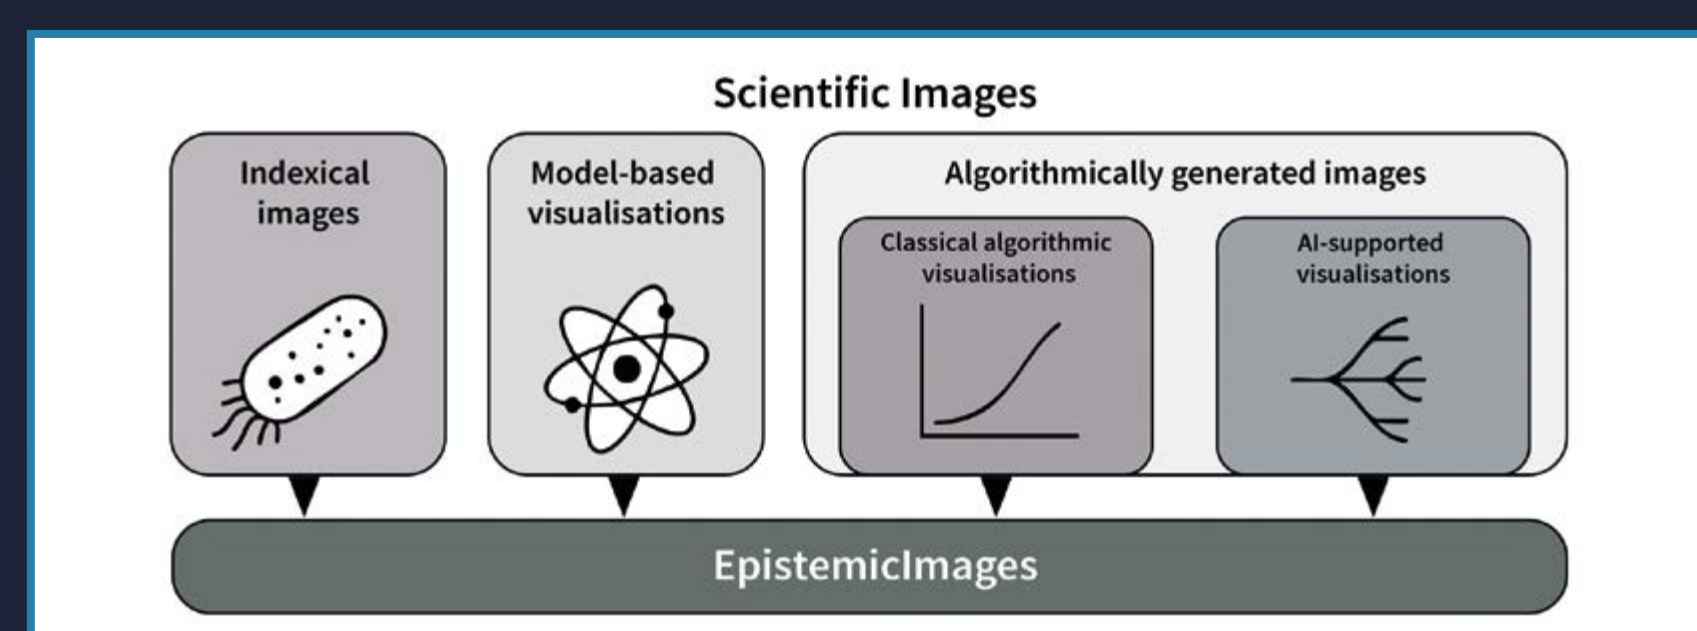 Scientific Images
Indexical
images
Model-based
visualisations
Algorithmically generated images
Classical algorithmic
visualisations
AI-supported
visualisations
EpistemicImages